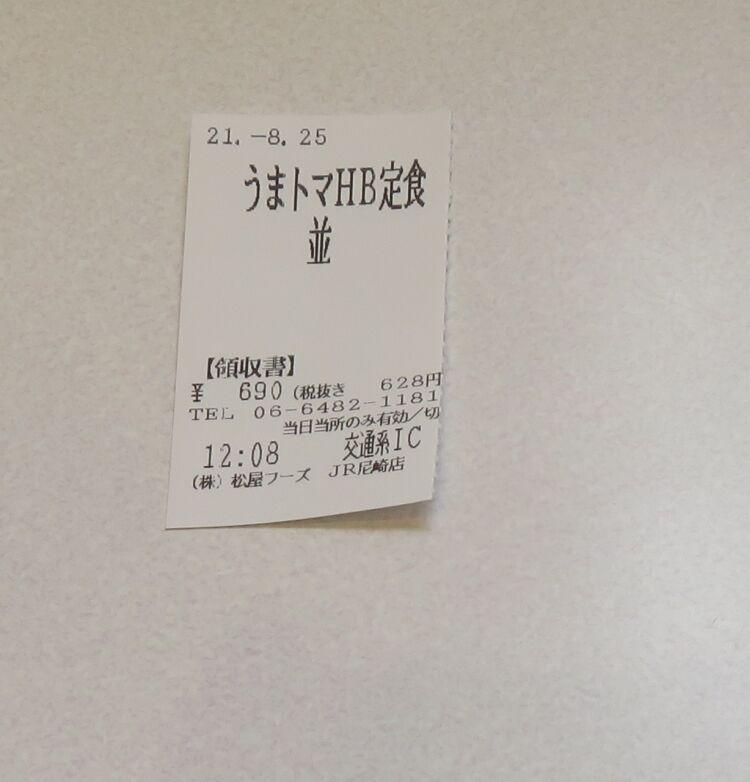 21.-8.25
うまトマHB定食
並
【領収書】
¥ 690（税抜き 628円
TEL 06-6482-1181
当日当所のみ有効／切
12:08 交通系IC
（株）松屋フーズ JR尼崎店